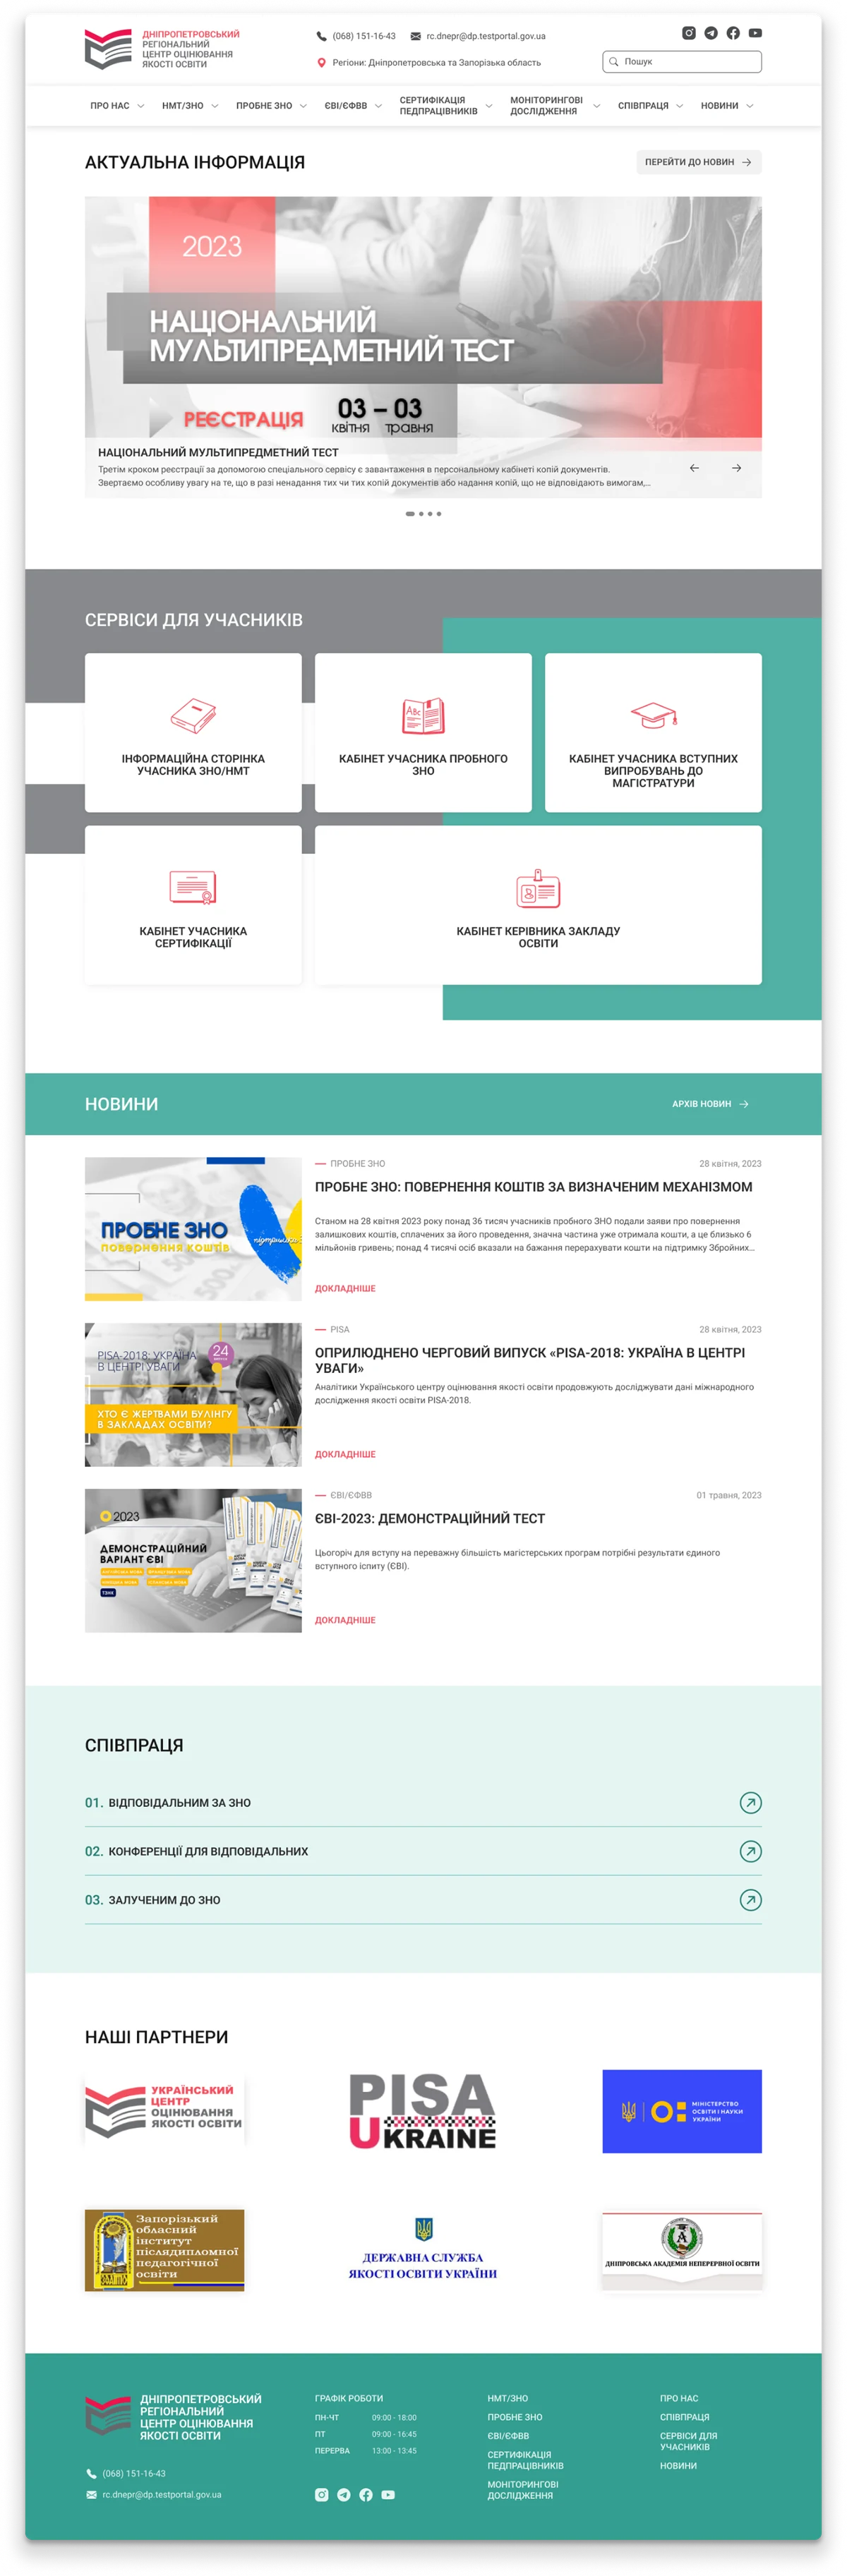 ДНІПРОПЕТРОВСЬКИЙ
РЕГІОНАЛЬНИЙ
ЦЕНТР ОЦІНЮВАННЯ
ЯКОСТІ ОСВІТИ
(068) 151-16-43
rc.dnepr@dp.testportal.gov.ua
Регіони: Дніпропетровська та Запорізька область
Пошук
ПРО НАС
НМТ/ЗНО
ПРОБНЕ ЗНО
ЄВІ/ЄФВВ
СЕРТИФІКАЦІЯ
ПЕДПРАЦІВНИКІВ
МОНІТОРИНГОВІ
ДОСЛІДЖЕННЯ
СПІВПРАЦЯ
НОВИНИ
АКТУАЛЬНА ІНФОРМАЦІЯ
ПЕРЕЙТИ ДО НОВИН
2023
НАЦІОНАЛЬНИЙ
МУЛЬТИПРЕДМЕТНИЙ ТЕСТ
РЕЄСТРАЦІЯ
03 – 03
квітня травня
НАЦІОНАЛЬНИЙ МУЛЬТИПРЕДМЕТНИЙ ТЕСТ
Третім кроком реєстрації за допомогою спеціального сервісу є завантаження в персональному кабінеті копій документів.
Звертаємо особливу увагу на те, що в разі ненадання тих чи тих копій документів або надання копій, що не відповідають вимогам,...
СЕРВІСИ ДЛЯ УЧАСНИКІВ
ІНФОРМАЦІЙНА СТОРІНКА
УЧАСНИКА ЗНО/НМТ
КАБІНЕТ УЧАСНИКА ПРОБНОГО
ЗНО
КАБІНЕТ УЧАСНИКА ВСТУПНИХ
ВИПРОБУВАНЬ ДО
МАГІСТРАТУРИ
КАБІНЕТ УЧАСНИКА
СЕРТИФІКАЦІЇ
КАБІНЕТ КЕРІВНИКА ЗАКЛАДУ
ОСВІТИ
НОВИНИ
АРХІВ НОВИН
ПРОБНЕ ЗНО
повернення коштів
ПРОБНЕ ЗНО
28 квітня, 2023
ПРОБНЕ ЗНО: ПОВЕРНЕННЯ КОШТІВ ЗА ВИЗНАЧЕНИМ МЕХАНІЗМОМ
Станом на 28 квітня 2023 року понад 36 тисяч учасників пробного ЗНО подали заяви про повернення
залишкових коштів, сплачених за його проведення, значна частина уже отримала кошти, а це близько 6
мільйонів гривень; понад 4 тисячі осіб вказали на бажання перерахувати кошти на підтримку Збройних...
ДОКЛАДНІШЕ
PISA-2018: УКРАЇНА
В ЦЕНТРІ УВАГИ
24
ХТО Є ЖЕРТВАМИ БУЛІНГУ
В ЗАКЛАДАХ ОСВІТИ?
PISA
28 квітня, 2023
ОПРИЛЮДНЕНО ЧЕРГОВИЙ ВИПУСК «PISA-2018: УКРАЇНА В ЦЕНТРІ
УВАГИ»
Аналітики Українського центру оцінювання якості освіти продовжують досліджувати дані міжнародного
дослідження якості освіти PISA-2018.
ДОКЛАДНІШЕ
2023
ДЕМОНСТРАЦІЙНИЙ
ВАРІАНТ ЄВІ
ТЗНК
ЄВІ/ЄФВВ
01 травня, 2023
ЄВІ-2023: ДЕМОНСТРАЦІЙНИЙ ТЕСТ
Цьогоріч для вступу на переважну більшість магістерських програм потрібні результати єдиного
вступного іспиту (ЄВІ).
ДОКЛАДНІШЕ
СПІВПРАЦЯ
01. ВІДПОВІДАЛЬНИМ ЗА ЗНО
02. КОНФЕРЕНЦІЇ ДЛЯ ВІДПОВІДАЛЬНИХ
03. ЗАЛУЧЕНИМ ДО ЗНО
НАШІ ПАРТНЕРИ
УКРАЇНСЬКИЙ
ЦЕНТР
ОЦІНЮВАННЯ
ЯКОСТІ ОСВІТИ
PISA
UKRAINE
МІНІСТЕРСТВО
ОСВІТИ І НАУКИ
УКРАЇНИ
Запорізький
обласний
інститут
післядипломної
педагогічної
освіти
ДЕРЖАВНА СЛУЖБА
ЯКОСТІ ОСВІТИ УКРАЇНИ
ДНІПРОВСЬКА АКАДЕМІЯ НЕПЕРЕРВНОЇ ОСВІТИ
ДНІПРОПЕТРОВСЬКИЙ
РЕГІОНАЛЬНИЙ
ЦЕНТР ОЦІНЮВАННЯ
ЯКОСТІ ОСВІТИ
(068) 151-16-43
rc.dnepr@dp.testportal.gov.ua
ГРАФІК РОБОТИ
ПН-ЧТ 09:00 - 18:00
ПТ 09:00 - 16:45
ПЕРЕРВА 13:00 - 13:45
НМТ/ЗНО
ПРОБНЕ ЗНО
ЄВІ/ЄФВВ
СЕРТИФІКАЦІЯ
ПЕДПРАЦІВНИКІВ
МОНІТОРИНГОВІ
ДОСЛІДЖЕННЯ
ПРО НАС
СПІВПРАЦЯ
СЕРВІСИ ДЛЯ
УЧАСНИКІВ
НОВИНИ